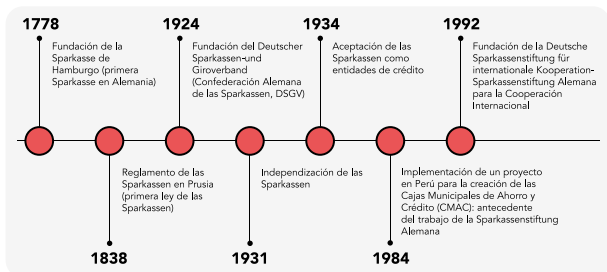 1778
Fundación de la
Sparkasse de
Hamburgo (primera
Sparkasse en Alemania)
1924
Fundación del Deutscher
Sparkassen-und
Giroverband
(Confederación Alemana
de las Sparkassen, DSGV)
1934
Aceptación de las
Sparkassen como
entidades de crédito
1992
Fundación de la Deutsche
Sparkassenstiftung für
internationale Kooperation-
Sparkassenstiftung Alemana
para la Cooperación
Internacional
Reglamento de las
Sparkassen en Prusia
(primera ley de las
Sparkassen)
1838
Independización de las
Sparkassen
1931
Implementación de un proyecto
en Perú para la creación de las
Cajas Municipales de Ahorro y
Crédito (CMAC): antecedente
del trabajo de la Sparkassenstiftung
Alemana
1984